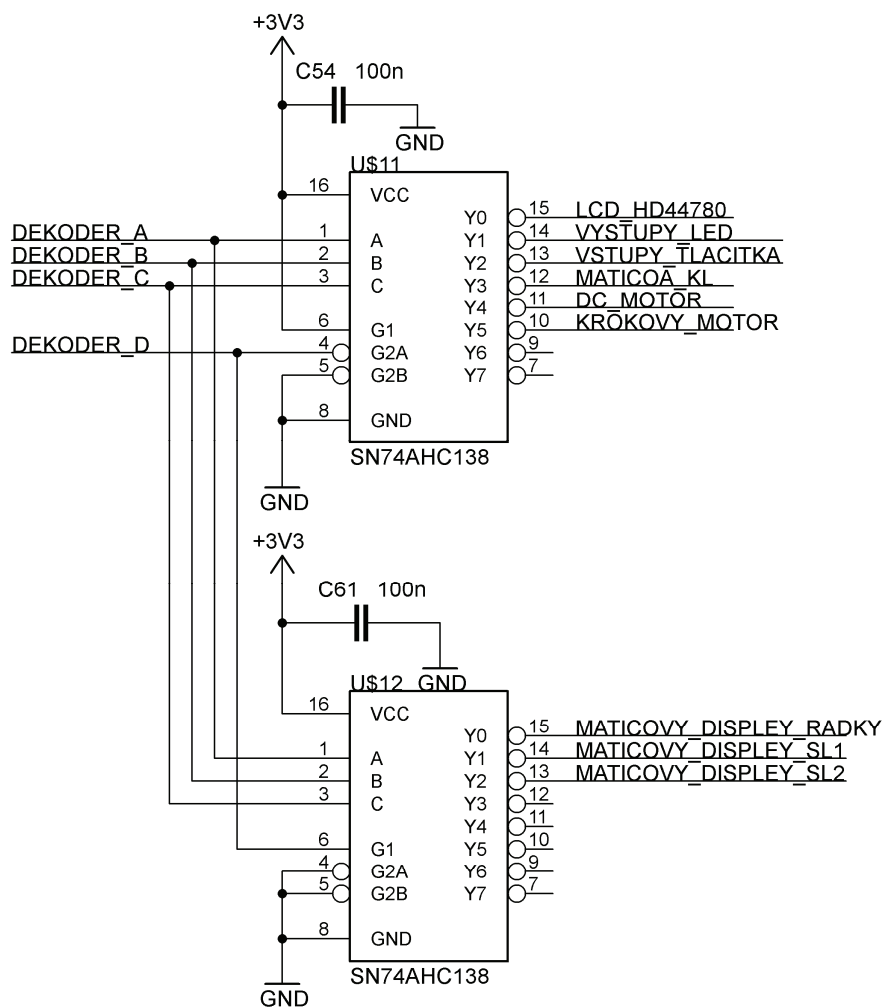 +3V3
C54 100n
GND
U$11
16 VCC
Y0 15 LCD_HD44780
DEKODER_A 1 A Y1 14 VYSTUPY_LED
DEKODER_B 2 B Y2 13 VSTUPY_TLACITKA
DEKODER_C 3 C Y3 12 MATICOA_KL
Y4 11 DC_MOTOR
6 G1 Y5 10 KROKOVY_MOTOR
DEKODER_D 4 G2A Y6 9
5 G2B Y7 7
8 GND
SN74AHC138
GND
+3V3
C61 100n
U$12 GND
16 VCC
Y0 15 MATICOVY_DISPLEY_RADKY
1 A Y1 14 MATICOVY_DISPLEY_SL1
2 B Y2 13 MATICOVY_DISPLEY_SL2
3 C Y3 12
Y4 11
6 G1 Y5 10
4 G2A Y6 9
5 G2B Y7 7
8 GND
SN74AHC138
GND